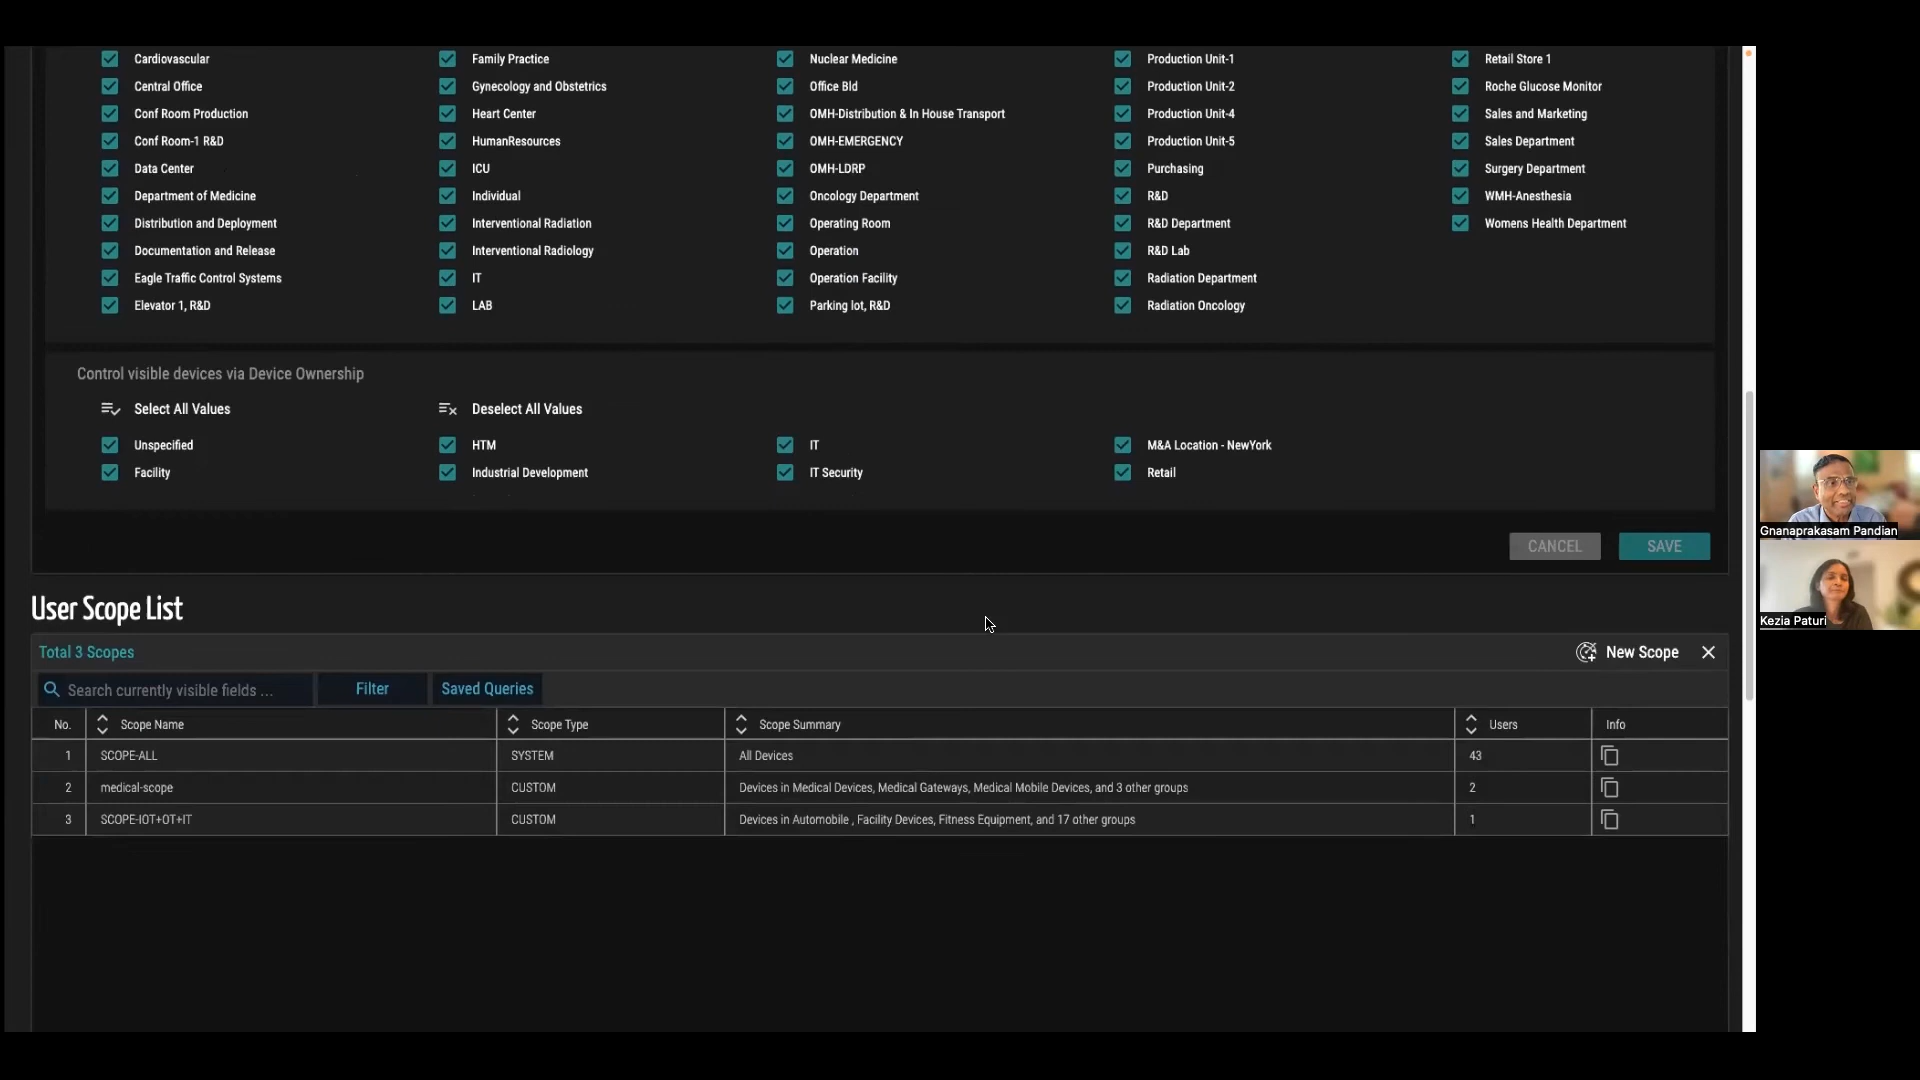 Cardiovascular Family Practice Nuclear Medicine Production Unit-1 Retail Store 1
Central Office Gynecology and Obstetrics Office Bld Production Unit-2 Roche Glucose Monitor
Conf Room Production Heart Center OMH-Distribution & In House Transport Production Unit-4 Sales and Marketing
Conf Room-1 R&D HumanResources OMH-EMERGENCY Production Unit-5 Sales Department
Data Center ICU OMH-LDRP Purchasing Surgery Department
Department of Medicine Individual Oncology Department R&D WMH-Anesthesia
Distribution and Deployment Interventional Radiation Operating Room R&D Department Womens Health Department
Documentation and Release Interventional Radiology Operation R&D Lab
Eagle Traffic Control Systems IT Operation Facility Radiation Department
Elevator 1, R&D LAB Parking lot, R&D Radiation Oncology
Control visible devices via Device Ownership
Select All Values Deselect All Values
Unspecified HTM IT M&A Location - NewYork
Facility Industrial Development IT Security Retail
CANCEL SAVE
User Scope List
Total 3 Scopes New Scope
Search currently visible fields ... Filter Saved Queries
No. Scope Name Scope Type Scope Summary Users Info
1 SCOPE-ALL SYSTEM All Devices 43
2 medical-scope CUSTOM Devices in Medical Devices, Medical Gateways, Medical Mobile Devices, and 3 other groups 2
3 SCOPE-IOT+OT+IT CUSTOM Devices in Automobile , Facility Devices, Fitness Equipment, and 17 other groups 1
Gnanaprakasam Pandian
Kezia Paturi